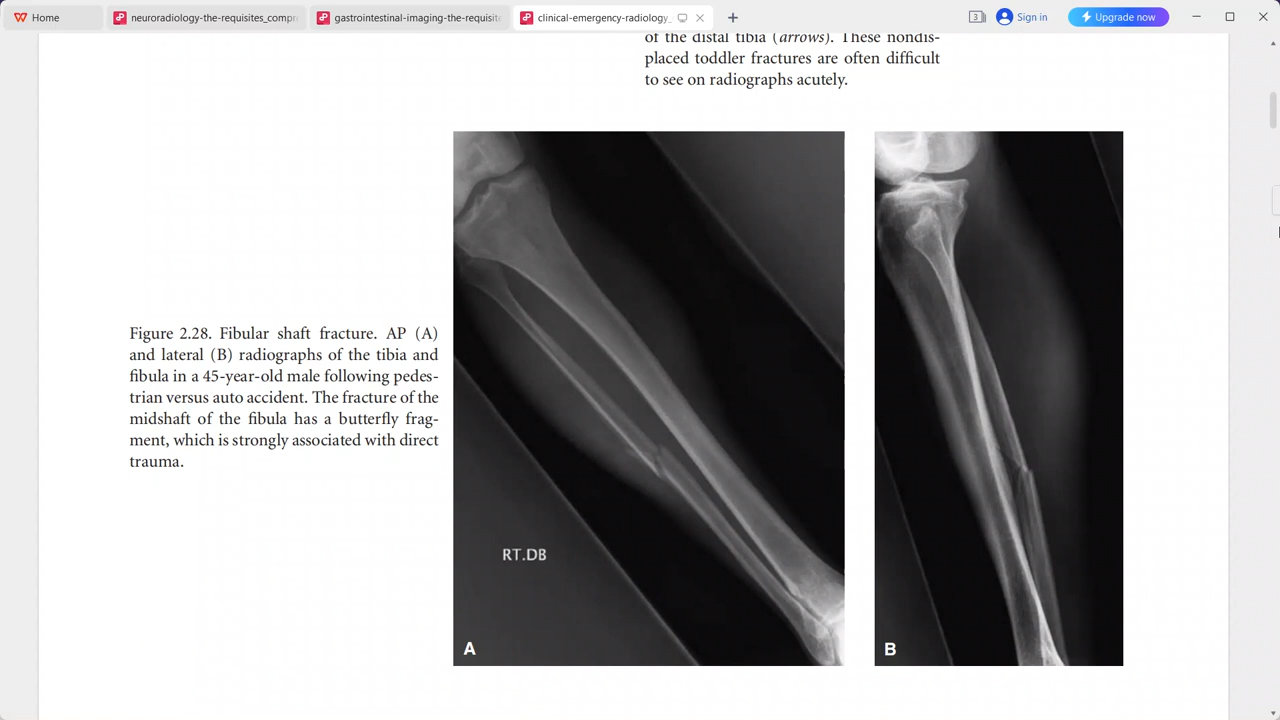 Home
neuroradiology-the-requisites_compr
gastrointestinal-imaging-the-requisite
clinical-emergency-radiology_
3
Sign in
Upgrade now
of the distal tibia (arrows). These nondis-
placed toddler fractures are often difficult
to see on radiographs acutely.
Figure 2.28. Fibular shaft fracture. AP (A)
and lateral (B) radiographs of the tibia and
fibula in a 45-year-old male following pedes-
trian versus auto accident. The fracture of the
midshaft of the fibula has a butterfly frag-
ment, which is strongly associated with direct
trauma.
RT.DB
A
B